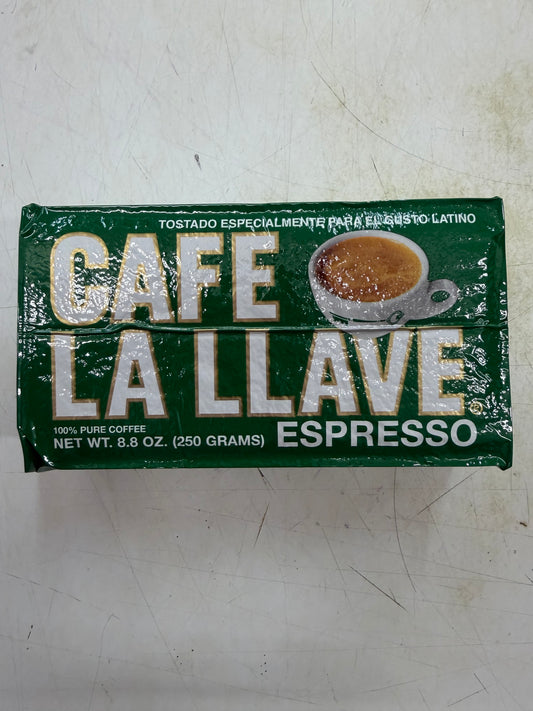 TOSTADO ESPECIALMENTE PARA EL GUSTO LATINO
CAFE
LA LLAVE®
100% PURE COFFEE
NET WT. 8.8 OZ. (250 GRAMS) ESPRESSO